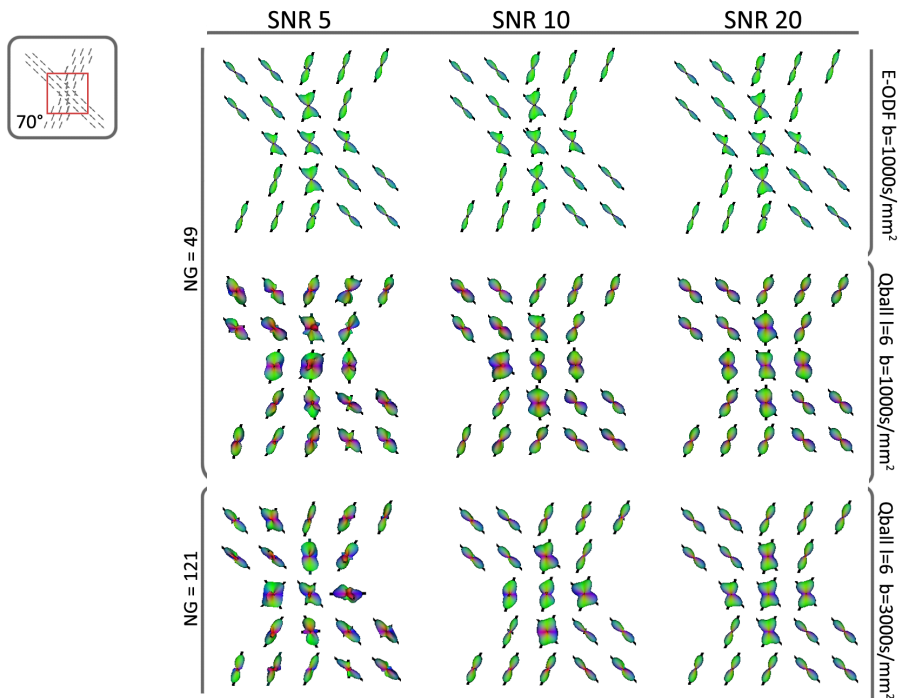 SNR 5 SNR 10 SNR 20
70°
NG = 49
E-ODF b=1000s/mm²
Qball l=6 b=1000s/mm²
NG = 121
Qball l=6 b=3000s/mm²